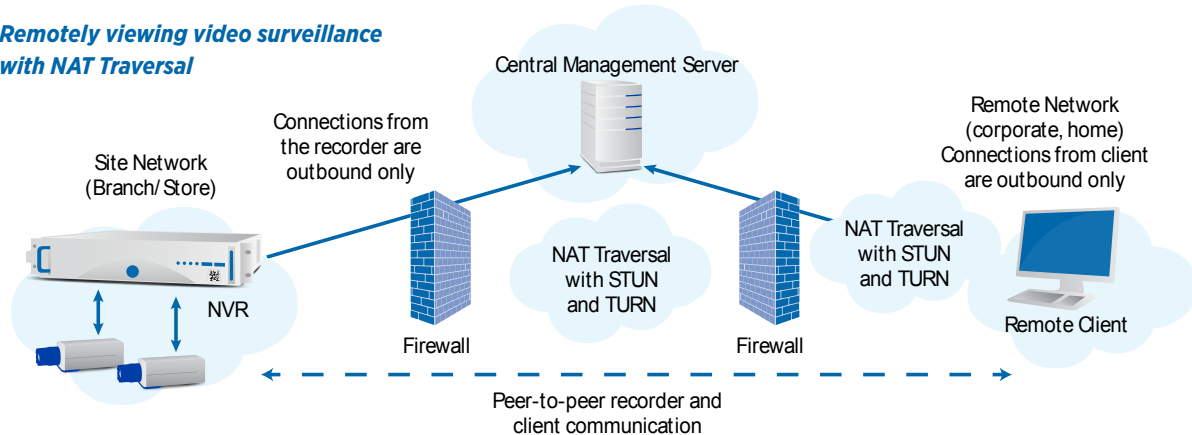 Remotely viewing video surveillance
with NAT Traversal
Central Management Server
Connections from
the recorder are
outbound only
Remote Network
(corporate, home)
Connections from client
are outbound only
Site Network
(Branch/ Store)
NAT Traversal
with STUN
and TURN
NAT Traversal
with STUN
and TURN
NVR
Remote Client
Firewall
Firewall
Peer-to-peer recorder and
client communication